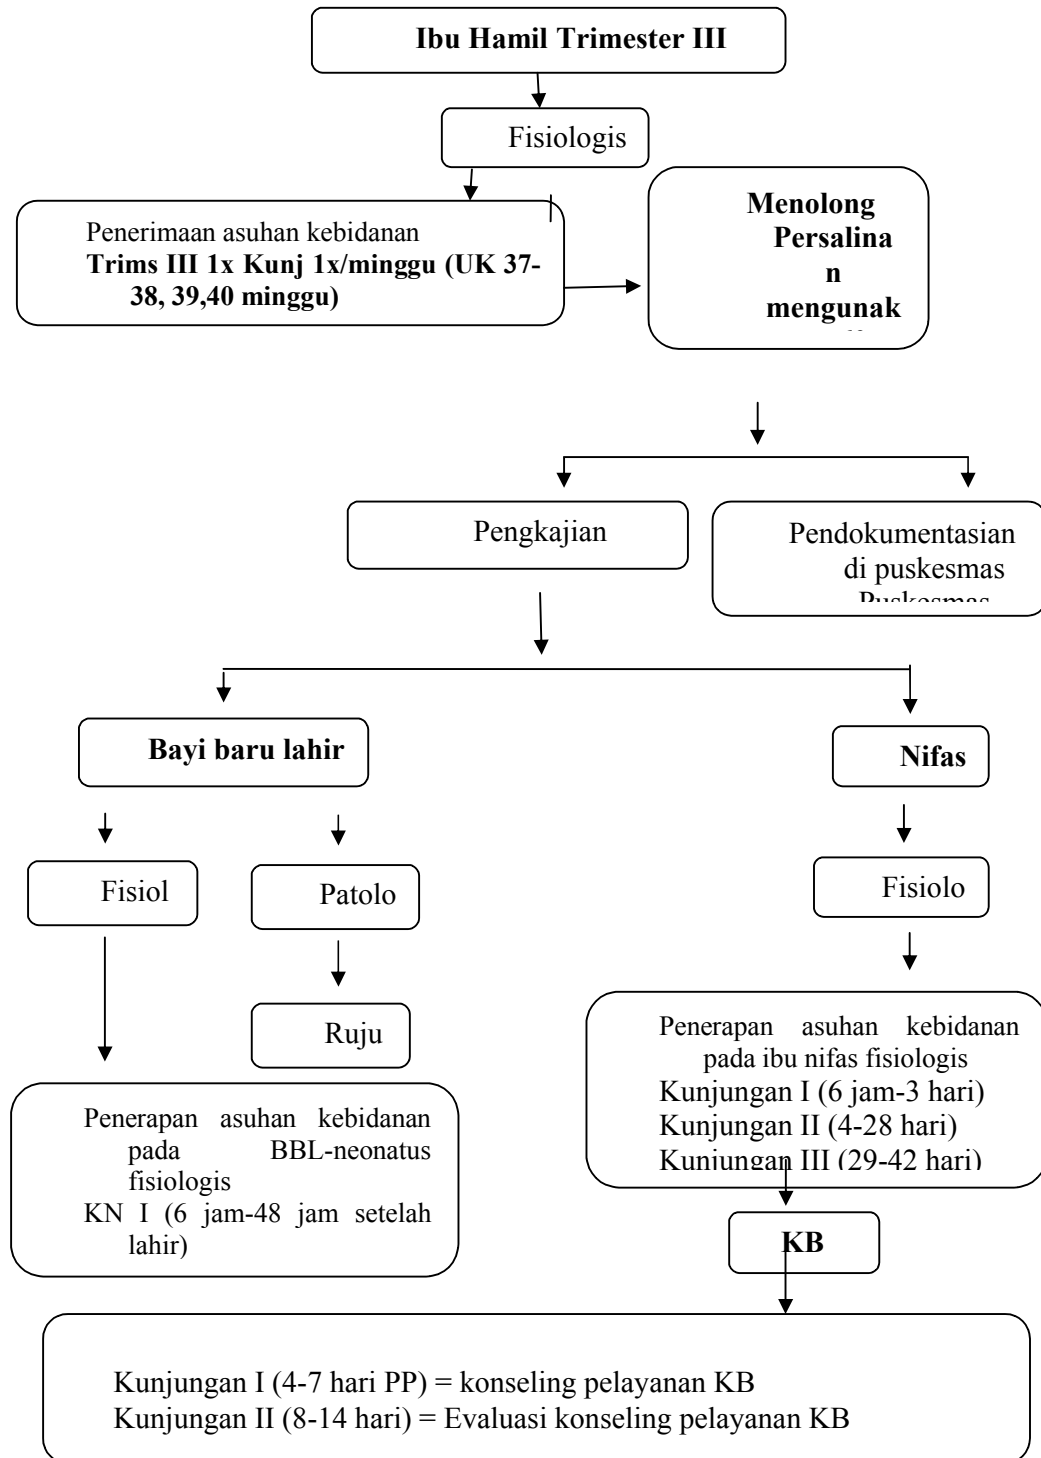 Ibu Hamil Trimester III
Fisiologis
Penerimaan asuhan kebidanan
Trims III 1x Kunj 1x/minggu (UK 37-
38, 39,40 minggu)
Menolong
Persalina
n
mengunak
Pengkajian
Pendokumentasian
di puskesmas
Puskesmas
Bayi baru lahir
Nifas
Fisiol
Patolo
Fisiolo
Ruju
Penerapan asuhan kebidanan
pada BBL-neonatus
fisiologis
KN I (6 jam-48 jam setelah
lahir)
Penerapan asuhan kebidanan
pada ibu nifas fisiologis
Kunjungan I (6 jam-3 hari)
Kunjungan II (4-28 hari)
Kunjungan III (29-42 hari)
KB
Kunjungan I (4-7 hari PP) = konseling pelayanan KB
Kunjungan II (8-14 hari) = Evaluasi konseling pelayanan KB